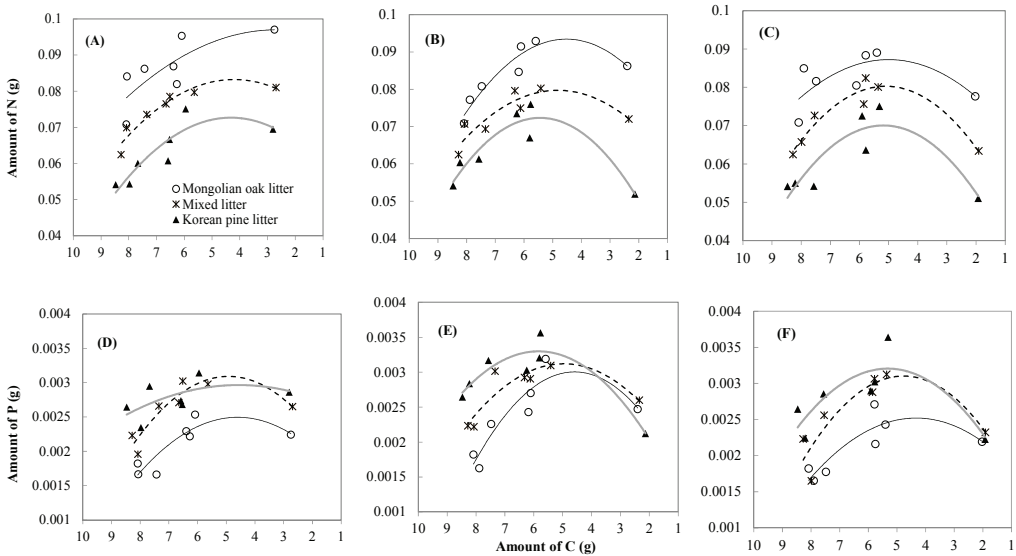 0.1
0.09
0.08
0.07
0.06
0.05
0.04
(A)
○ Mongolian oak litter
Mixed litter
▲ Korean pine litter
10 9 8 7 6 5 4 3 2 1
0.1
0.09
0.08
0.07
0.06
0.05
0.04
(B)
10 9 8 7 6 5 4 3 2 1
0.1
0.09
0.08
0.07
0.06
0.05
0.04
(C)
10 9 8 7 6 5 4 3 2 1
Amount of N (g)
0.004
0.003
0.002
0.001
(D)
10 9 8 7 6 5 4 3 2 1
0.004
0.0035
0.003
0.0025
0.002
0.0015
0.001
(E)
10 9 8 7 6 5 4 3 2 1
0.004
0.0035
0.003
0.0025
0.002
0.0015
0.001
(F)
10 9 8 7 6 5 4 3 2 1
Amount of P (g)
Amount of C (g)